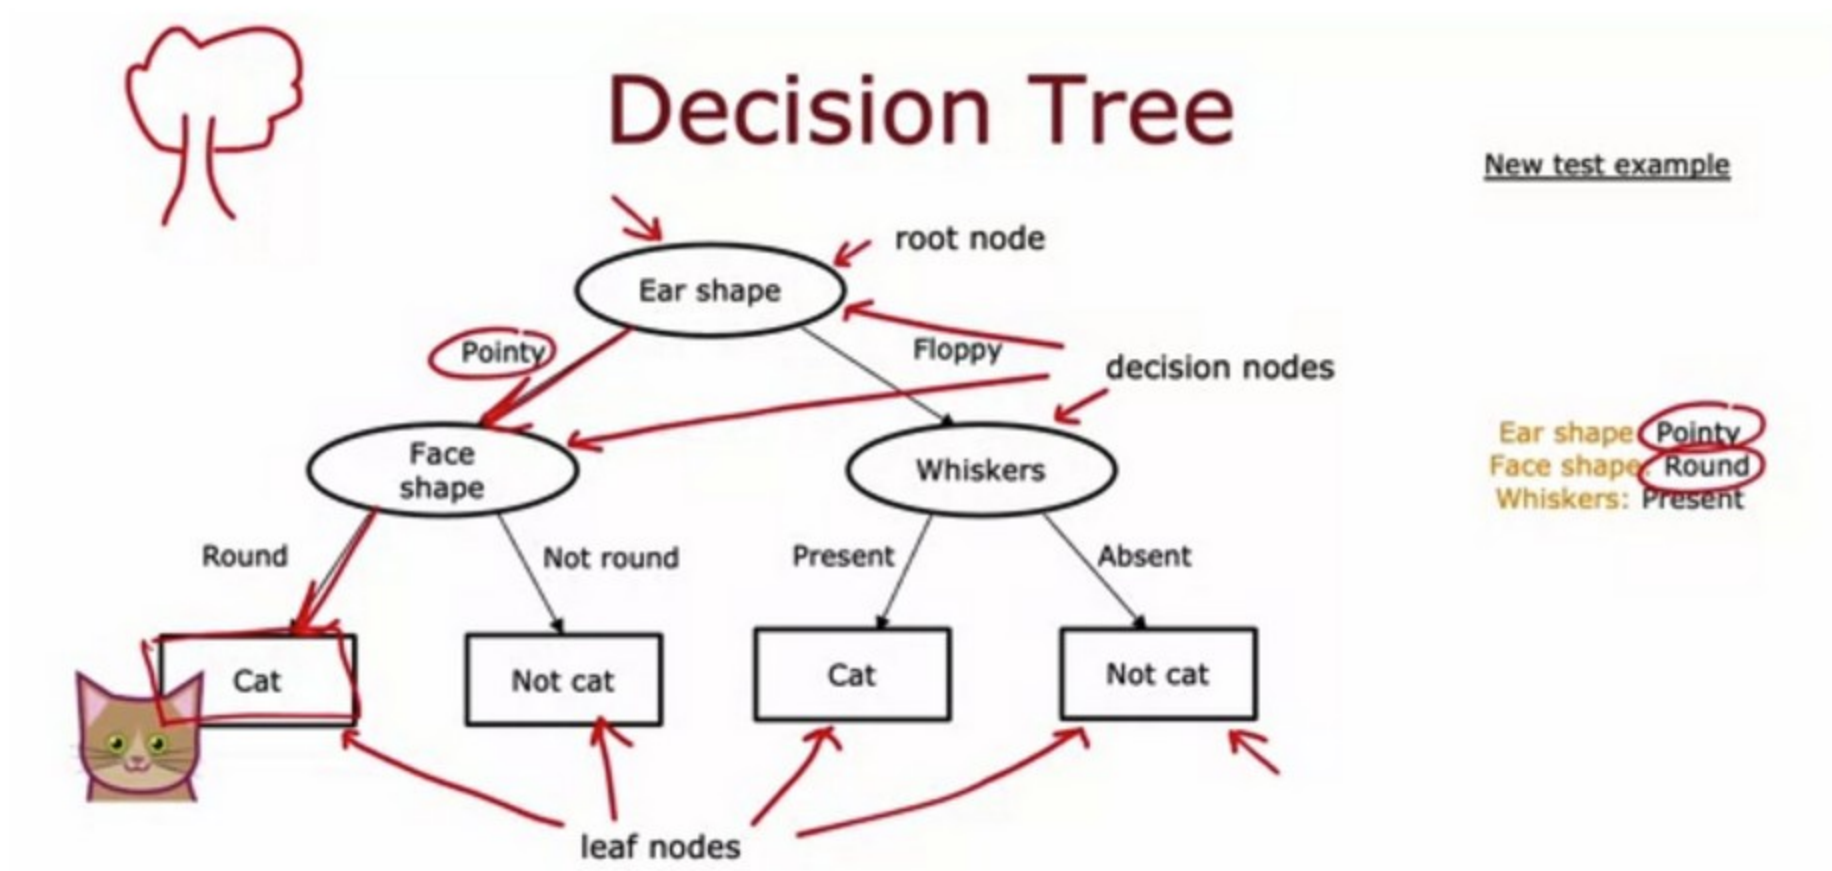 Decision Tree
New test example
root node
Ear shape
Pointy
Floppy
decision nodes
Face
shape
Whiskers
Ear shape: Pointy
Face shape: Round
Whiskers: Present
Round
Not round
Present
Absent
Cat
Not cat
Cat
Not cat
leaf nodes